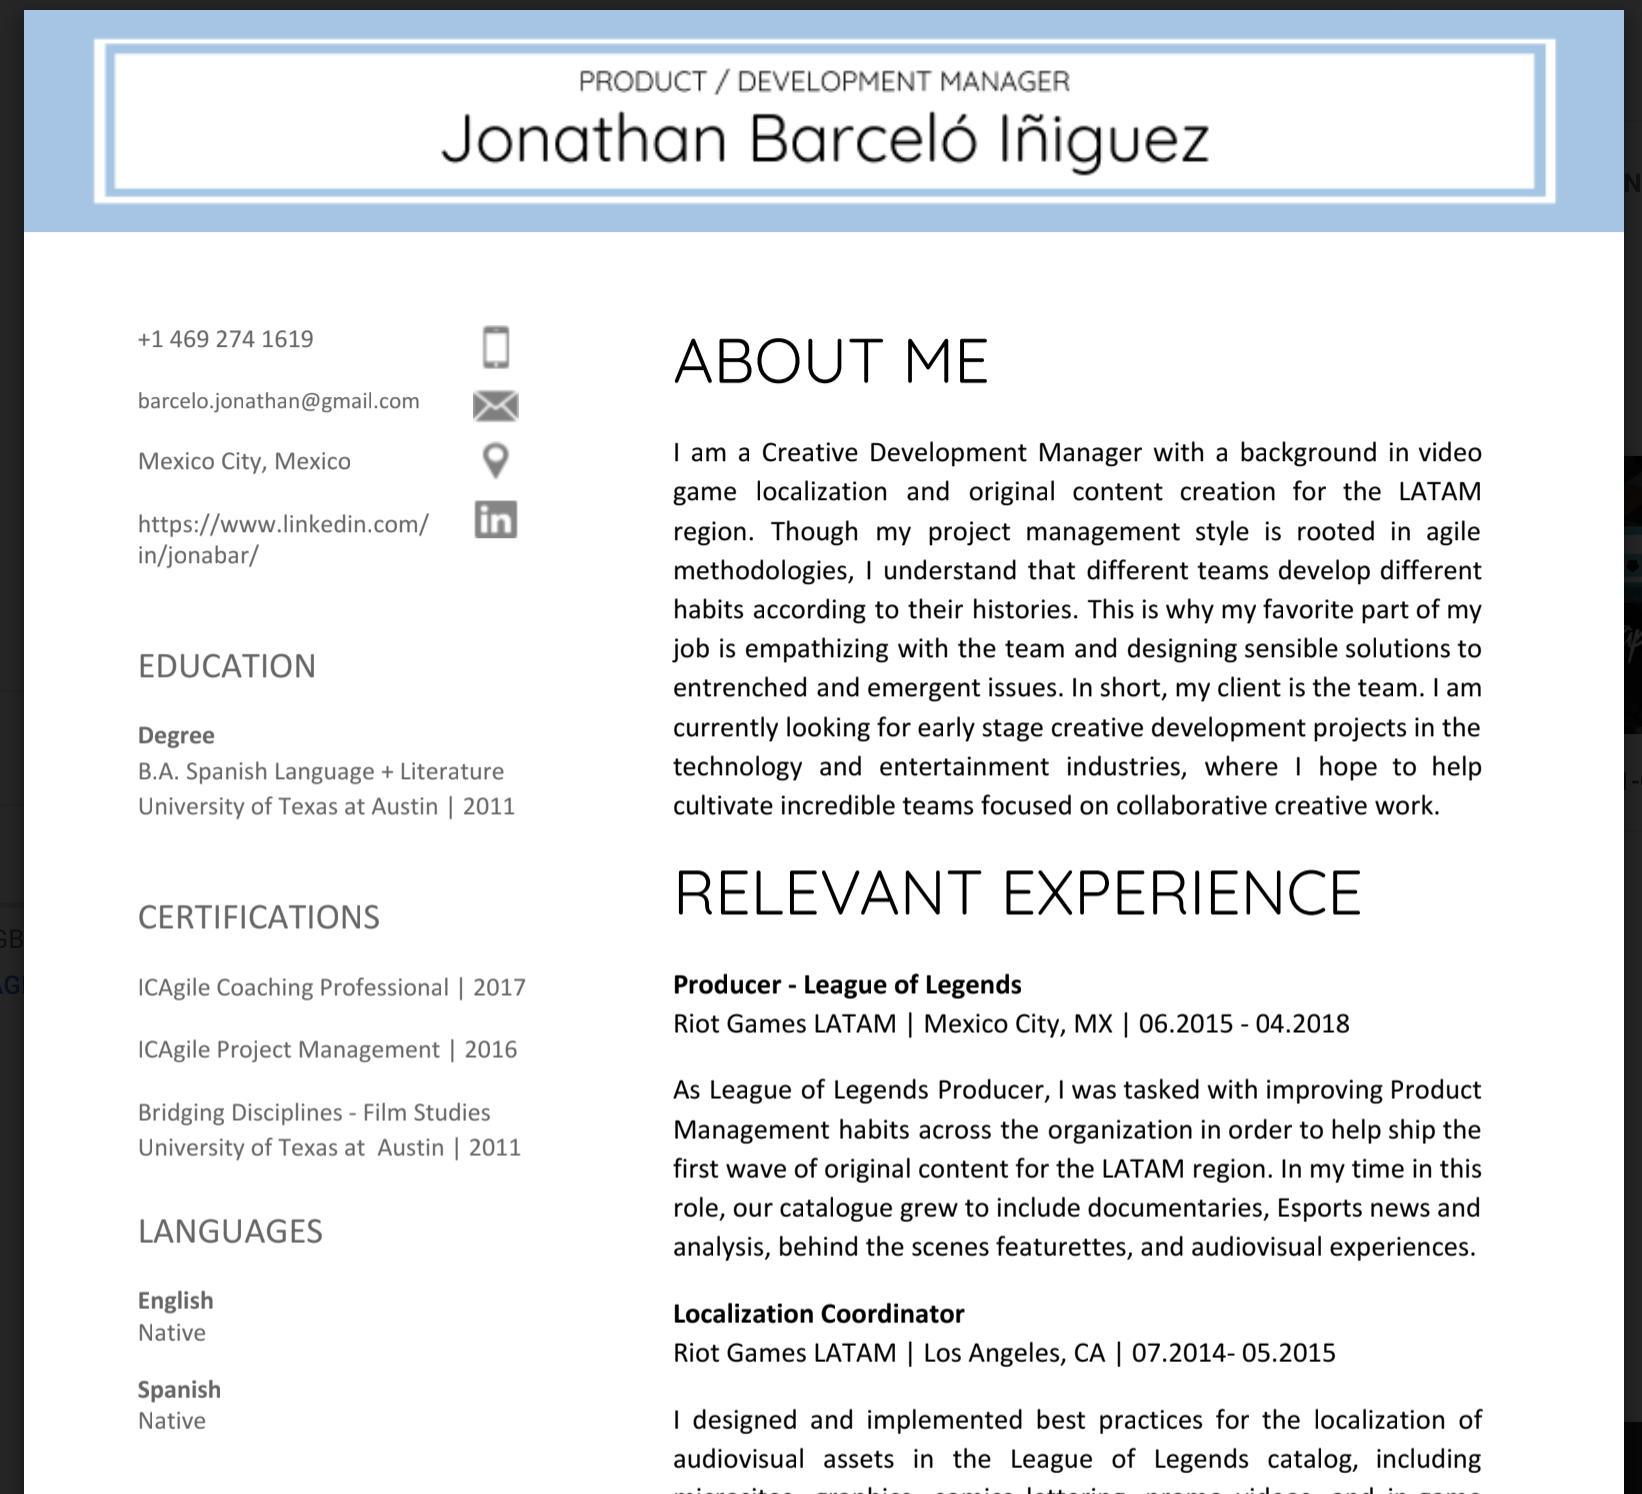 PRODUCT / DEVELOPMENT MANAGER
Jonathan Barceló Iñiguez
+1 469 274 1619
barcelo.jonathan@gmail.com
Mexico City, Mexico
https://www.linkedin.com/
in/jonabar/
EDUCATION
Degree
B.A. Spanish Language + Literature
University of Texas at Austin | 2011
CERTIFICATIONS
ICAgile Coaching Professional | 2017
ICAgile Project Management | 2016
Bridging Disciplines - Film Studies
University of Texas at  Austin | 2011
LANGUAGES
English
Native
Spanish
Native
ABOUT ME
I am a Creative Development Manager with a background in video
game localization and original content creation for the LATAM
region. Though my project management style is rooted in agile
methodologies, I understand that different teams develop different
habits according to their histories. This is why my favorite part of my
job is empathizing with the team and designing sensible solutions to
entrenched and emergent issues. In short, my client is the team. I am
currently looking for early stage creative development projects in the
technology and entertainment industries, where I hope to help
cultivate incredible teams focused on collaborative creative work.
RELEVANT EXPERIENCE
Producer - League of Legends
Riot Games LATAM | Mexico City, MX | 06.2015 - 04.2018
As League of Legends Producer, I was tasked with improving Product
Management habits across the organization in order to help ship the
first wave of original content for the LATAM region. In my time in this
role, our catalogue grew to include documentaries, Esports news and
analysis, behind the scenes featurettes, and audiovisual experiences.
Localization Coordinator
Riot Games LATAM | Los Angeles, CA | 07.2014- 05.2015
I designed and implemented best practices for the localization of
audiovisual assets in the League of Legends catalog, including